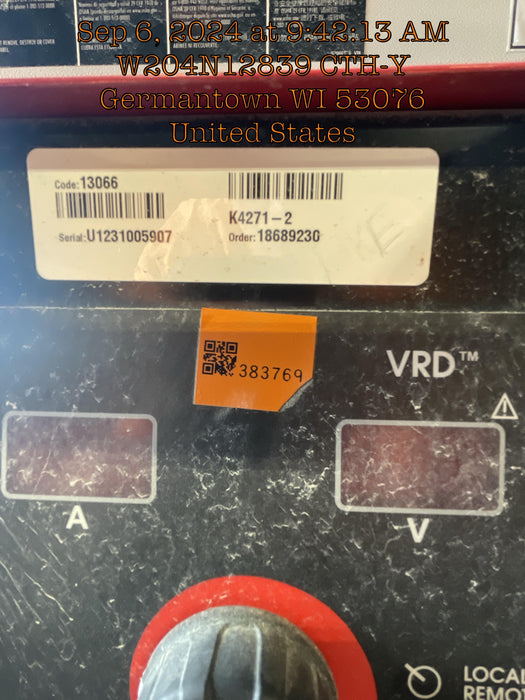 Sep 6, 2024 at 9:42:13 AM
W204N12839 CTH-Y
Germantown WI 53076
United States
Code: 13066
K4271-2
Serial: U1231005907
Order: 18689230
383769
VRD™
A
V
LOCAL